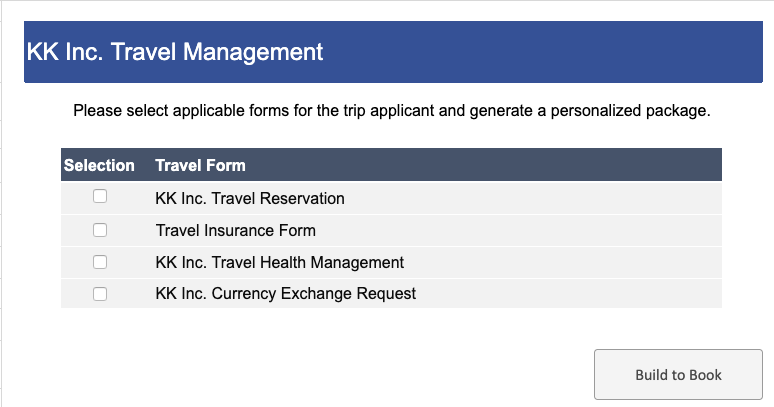 KK Inc. Travel Management
Please select applicable forms for the trip applicant and generate a personalized package.
Selection Travel Form
KK Inc. Travel Reservation
Travel Insurance Form
KK Inc. Travel Health Management
KK Inc. Currency Exchange Request
Build to Book